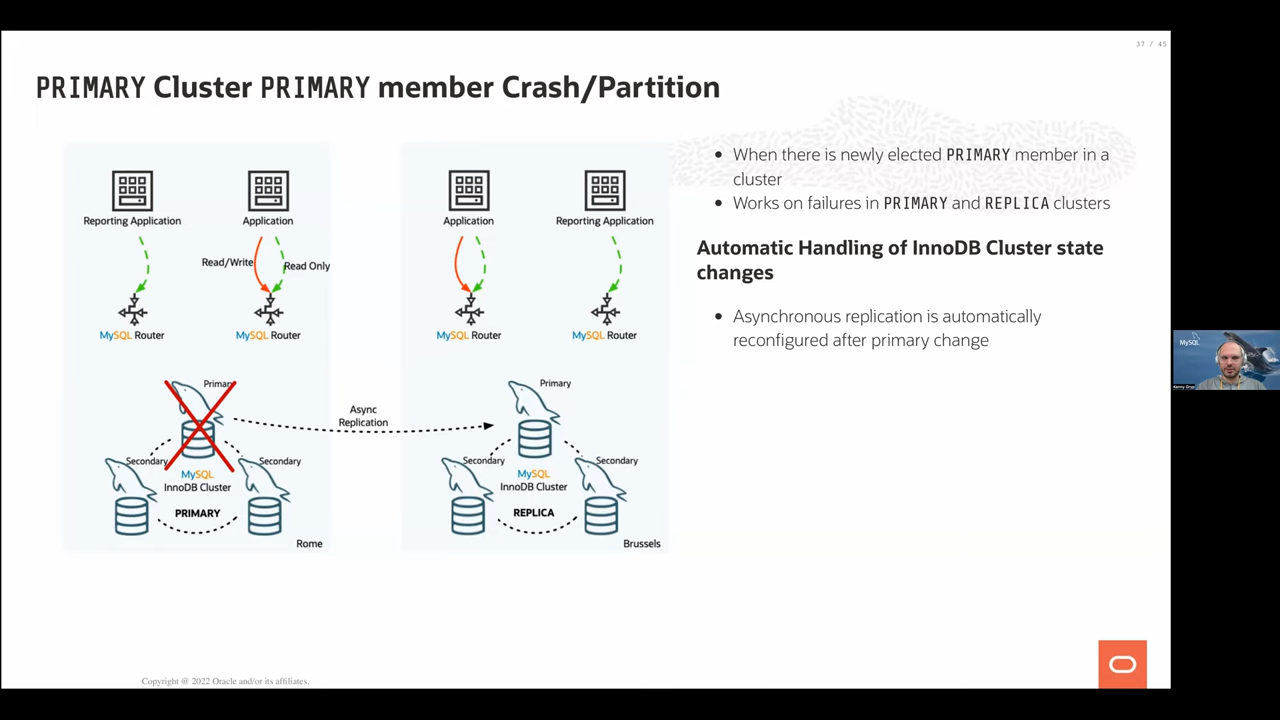 37 / 45
PRIMARY Cluster PRIMARY member Crash/Partition
Reporting Application
Application
Read/Write
Read Only
MySQL Router
MySQL Router
Primary
Secondary
Secondary
MySQL
InnoDB Cluster
PRIMARY
Rome
Async
Replication
Application
Reporting Application
MySQL Router
MySQL Router
Primary
Secondary
Secondary
MySQL
InnoDB Cluster
REPLICA
Brussels
• When there is newly elected PRIMARY member in a
cluster
• Works on failures in PRIMARY and REPLICA clusters
Automatic Handling of InnoDB Cluster state
changes
• Asynchronous replication is automatically
reconfigured after primary change
MySQL
Kenny Gryp
Copyright @ 2022 Oracle and/or its affiliates.